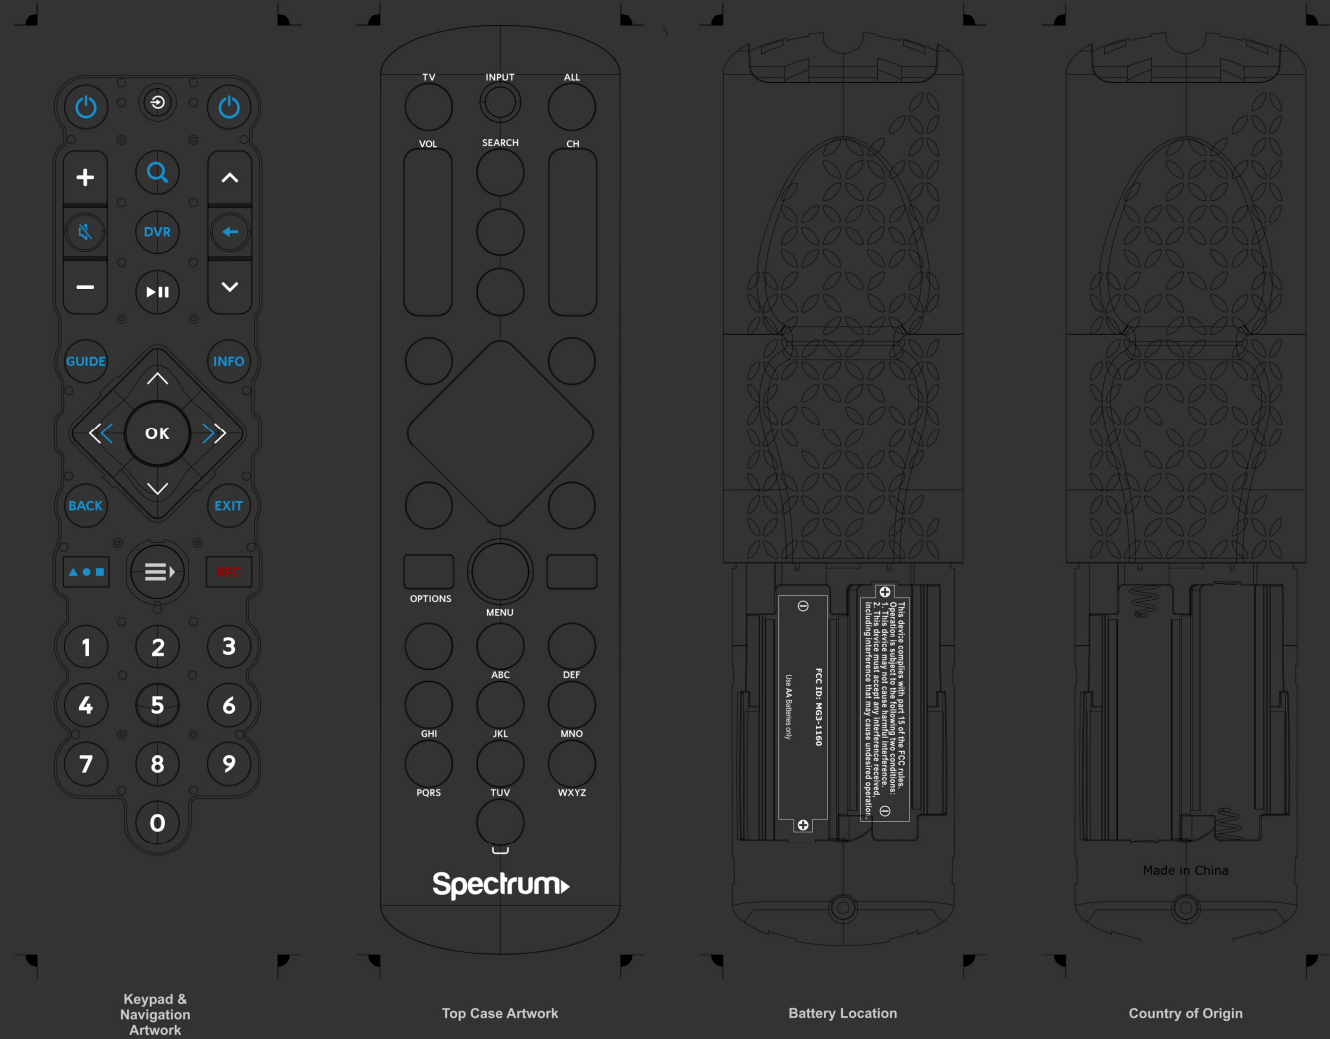 +
DVR
−
GUIDE
INFO
OK
BACK
EXIT
REC
1 2 3
4 5 6
7 8 9
0
Keypad &
Navigation
Artwork
TV INPUT ALL
VOL SEARCH CH
OPTIONS
MENU
ABC DEF
GHI JKL MNO
PQRS TUV WXYZ
Spectrum
Top Case Artwork
FCC ID: MG3-1160
Use AA Batteries only
This device complies with part 15 of the FCC rules.
Operation is subject to the following two conditions:
1. This device may not cause harmful interference.
2. This device must accept any interference received,
including interference that may cause undesired operation.
Battery Location
Made in China
Country of Origin